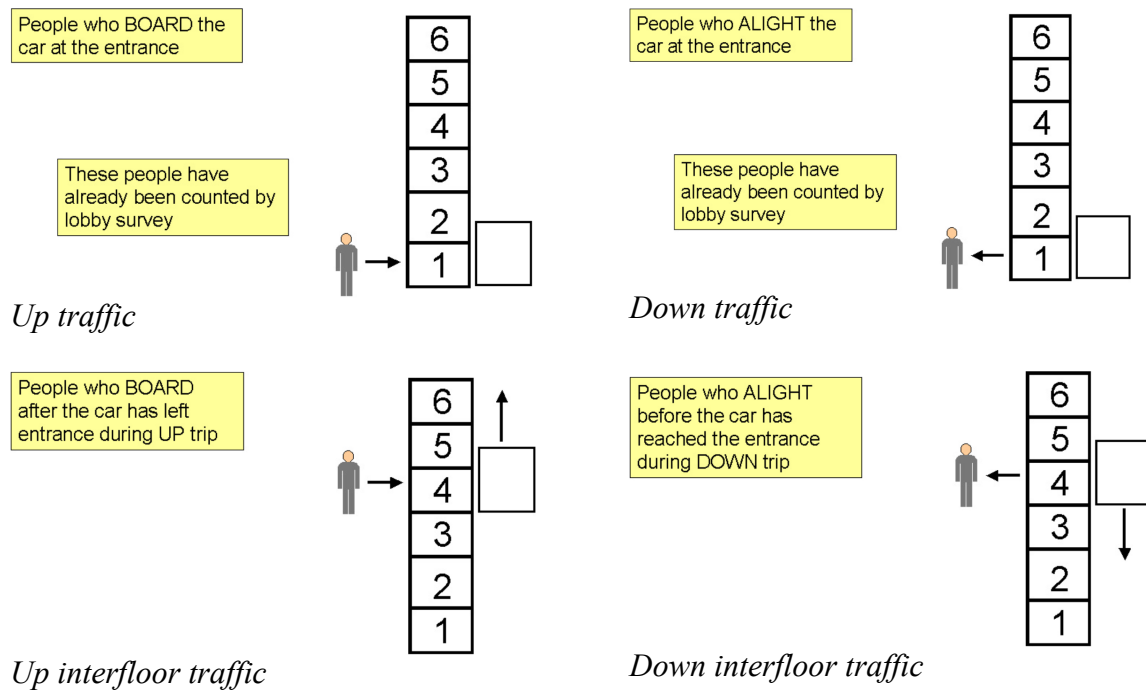 People who BOARD the
car at the entrance
6
5
4
3
2
1
These people have
already been counted by
lobby survey
Up traffic
People who ALIGHT the
car at the entrance
6
5
4
3
2
1
These people have
already been counted by
lobby survey
Down traffic
People who BOARD
after the car has left
entrance during UP trip
6
5
4
3
2
1
Up interfloor traffic
People who ALIGHT
before the car has
reached the entrance
during DOWN trip
6
5
4
3
2
1
Down interfloor traffic